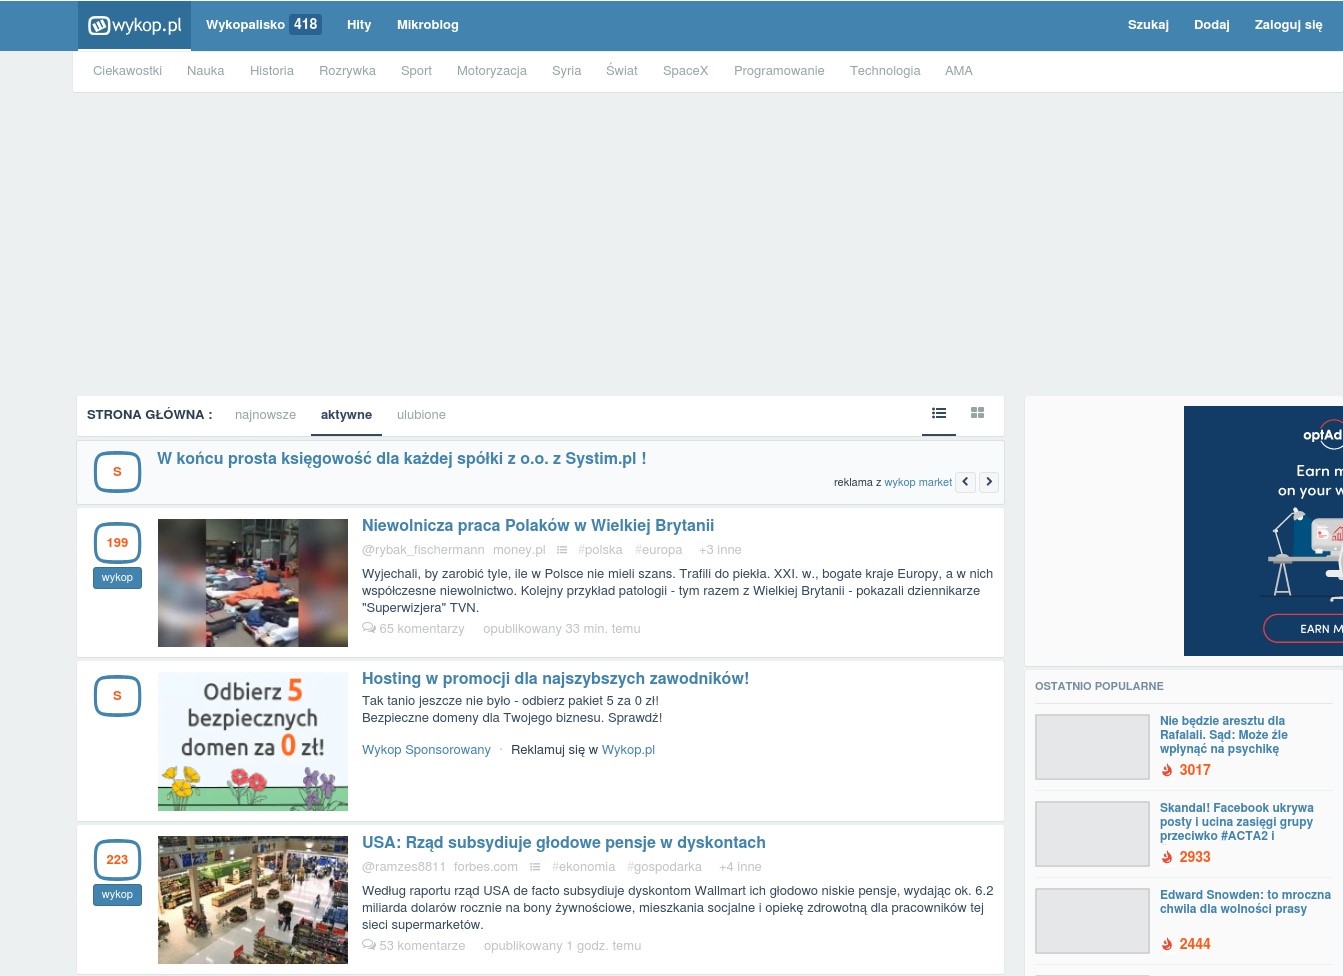 wykop.pl Wykopalisko 418 Hity Mikroblog Szukaj Dodaj Zaloguj się
Ciekawostki Nauka Historia Rozrywka Sport Motoryzacja Syria Świat SpaceX Programowanie Technologia AMA
STRONA GŁÓWNA : najnowsze aktywne ulubione
S
W końcu prosta księgowość dla każdej spółki z o.o. z Systim.pl !
reklama z wykop market
199
wykop
Niewolnicza praca Polaków w Wielkiej Brytanii
@rybak_fischermann money.pl #polska #europa +3 inne
Wyjechali, by zarobić tyle, ile w Polsce nie mieli szans. Trafili do piekła. XXI. w., bogate kraje Europy, a w nich
współczesne niewolnictwo. Kolejny przykład patologii - tym razem z Wielkiej Brytanii - pokazali dziennikarze
"Superwizjera" TVN.
65 komentarzy opublikowany 33 min. temu
S
Odbierz 5
bezpiecznych
domen za 0 zł!
Hosting w promocji dla najszybszych zawodników!
Tak tanio jeszcze nie było - odbierz pakiet 5 za 0 zł!
Bezpieczne domeny dla Twojego biznesu. Sprawdź!
Wykop Sponsorowany · Reklamuj się w Wykop.pl
223
wykop
USA: Rząd subsydiuje głodowe pensje w dyskontach
@ramzes8811 forbes.com #ekonomia #gospodarka +4 inne
Według raportu rząd USA de facto subsydiuje dyskontom Wallmart ich głodowo niskie pensje, wydając ok. 6.2
miliarda dolarów rocznie na bony żywnościowe, mieszkania socjalne i opiekę zdrowotną dla pracowników tej
sieci supermarketów.
53 komentarze opublikowany 1 godz. temu
optAd
Earn m
on your w
EARN M
OSTATNIO POPULARNE
Nie będzie aresztu dla
Rafalali. Sąd: Może źle
wpłynąć na psychikę
3017
Skandal! Facebook ukrywa
posty i ucina zasięgi grupy
przeciwko #ACTA2 i
2933
Edward Snowden: to mroczna
chwila dla wolności prasy
2444